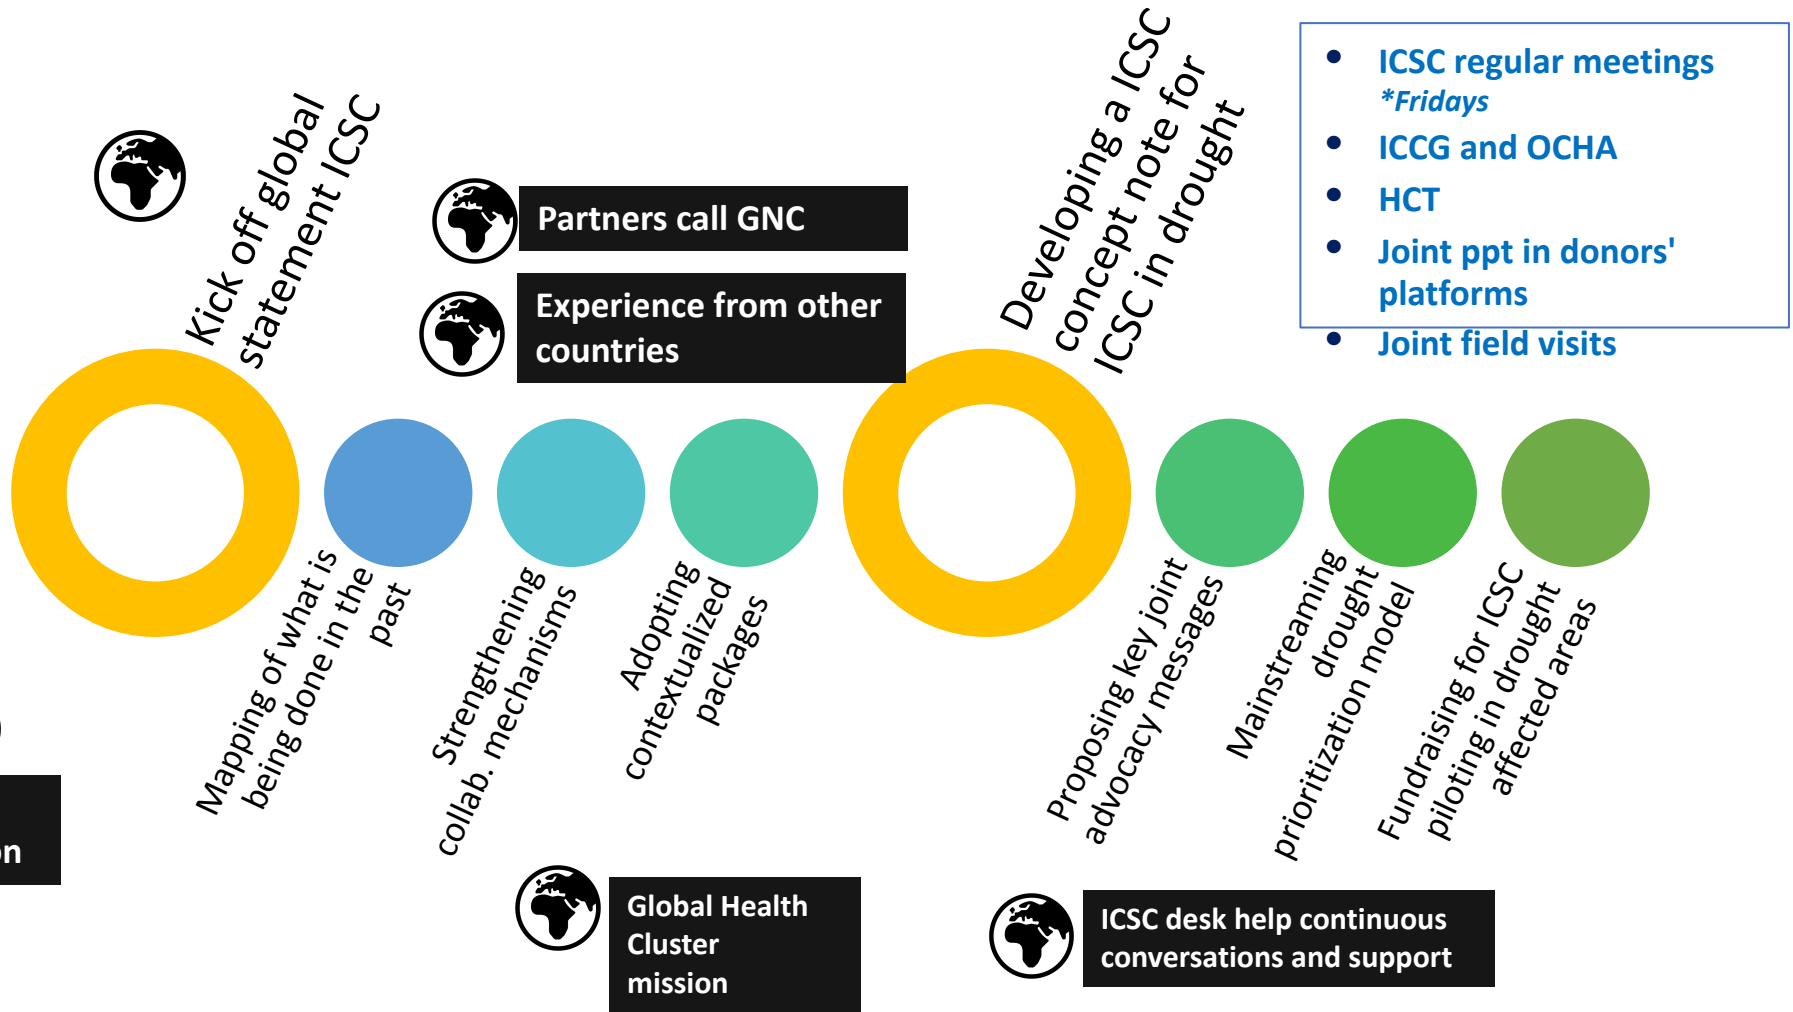 Kick off global
statement ICSC
Partners call GNC
Experience from other
countries
Developing a ICSC
concept note for
ICSC in drought
• ICSC regular meetings
*Fridays
• ICCG and OCHA
• HCT
• Joint ppt in donors'
platforms
• Joint field visits
Mapping of what is
being done in the
past
Strengthening
collab. mechanisms
Adopting
contextualized
packages
Proposing key joint
advocacy messages
Mainstreaming
drought
prioritization model
Fundraising for ICSC
piloting in drought
affected areas
Global Health
Cluster
mission
ICSC desk help continuous
conversations and support